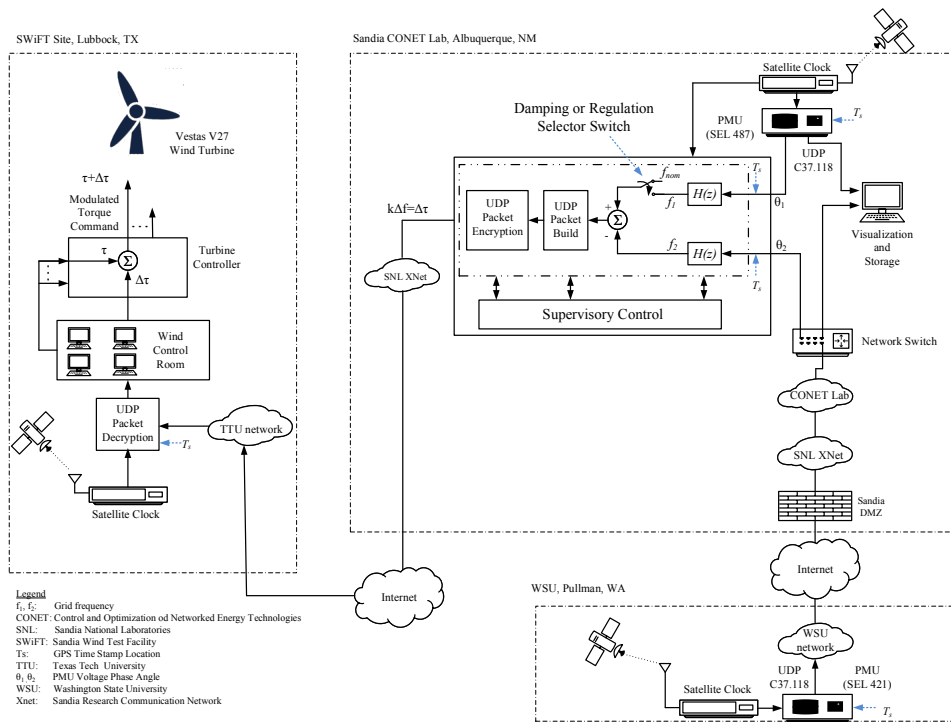 SWiFT Site, Lubbock, TX
Vestas V27
Wind Turbine
τ+Δτ
Modulated
Torque
Command
...
τ
Σ
Δτ
Turbine
Controller
Wind
Control
Room
UDP
Packet
Decryption
Ts
TTU network
Satellite Clock
Sandia CONET Lab, Albuquerque, NM
Satellite Clock
Damping or Regulation
Selector Switch
PMU
(SEL 487)
Ts
UDP
C37.118
kΔf=Δτ
SNL XNet
UDP
Packet
Encryption
UDP
Packet
Build
+
Σ
-
fnom
f1
H(z)
Ts
θ1
f2
H(z)
θ2
Ts
Supervisory Control
Visualization
and
Storage
Network Switch
CONET Lab
SNL XNet
Sandia
DMZ
Internet
Internet
WSU, Pullman, WA
WSU
network
UDP
C37.118
PMU
(SEL 421)
Satellite Clock
Ts
Legend
f1, f2: Grid frequency
CONET: Control and Optimization od Networked Energy Technologies
SNL: Sandia National Laboratories
SWiFT: Sandia Wind Test Facility
Ts: GPS Time Stamp Location
TTU: Texas Tech University
θ1,θ2: PMU Voltage Phase Angle
WSU: Washington State University
Xnet: Sandia Research Communication Network